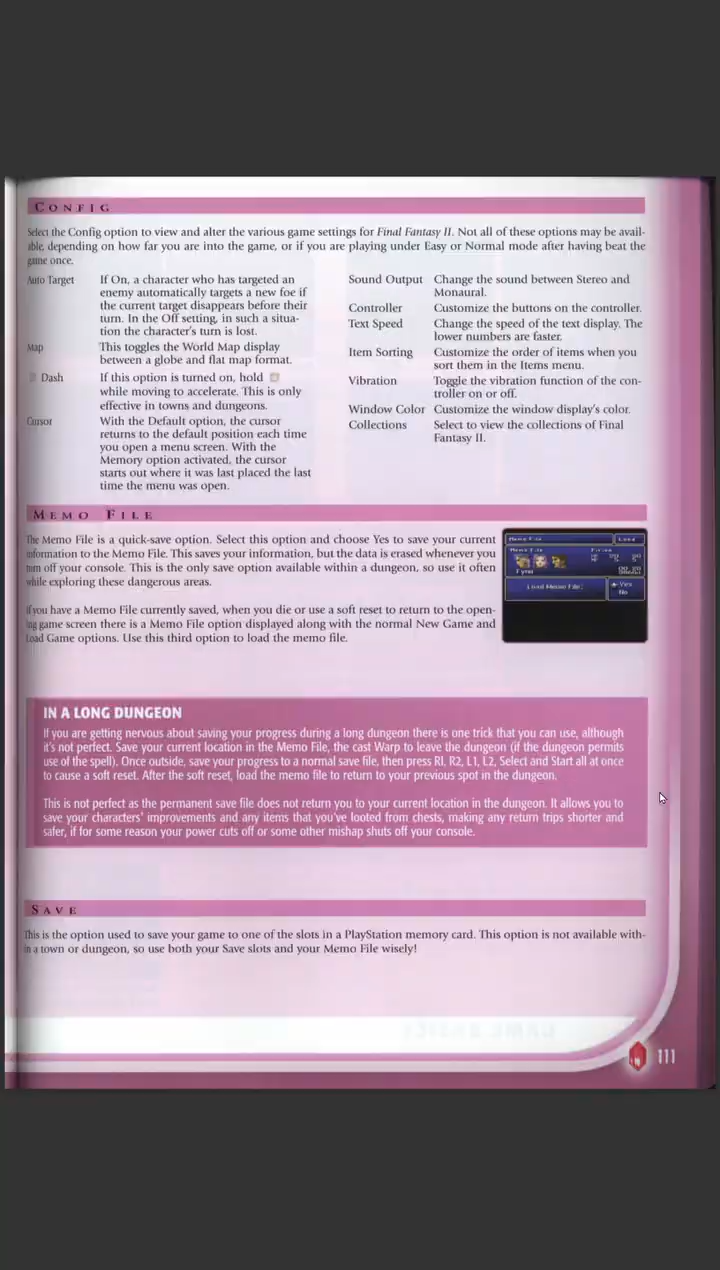 CONFIG
Select the Config option to view and alter the various game settings for Final Fantasy II. Not all of these options may be avail-
able, depending on how far you are into the game, or if you are playing under Easy or Normal mode after having beat the
game once.
Auto Target If On, a character who has targeted an
enemy automatically targets a new foe if
the current target disappears before their
turn. In the Off setting, in such a situa-
tion the character's turn is lost.
Map This toggles the World Map display
between a globe and flat map format.
Dash If this option is turned on, hold
while moving to accelerate. This is only
effective in towns and dungeons.
Cursor With the Default option, the cursor
returns to the default position each time
you open a menu screen. With the
Memory option activated, the cursor
starts out where it was last placed the last
time the menu was open.
Sound Output Change the sound between Stereo and
Monaural.
Controller Customize the buttons on the controller.
Text Speed Change the speed of the text display. The
lower numbers are faster.
Item Sorting Customize the order of items when you
sort them in the Items menu.
Vibration Toggle the vibration function of the con-
troller on or off.
Window Color Customize the window display's color.
Collections Select to view the collections of Final
Fantasy II.
MEMO FILE
The Memo File is a quick-save option. Select this option and choose Yes to save your current
information to the Memo File. This saves your information, but the data is erased whenever you
turn off your console. This is the only save option available within a dungeon, so use it often
while exploring these dangerous areas.
If you have a Memo File currently saved, when you die or use a soft reset to return to the open-
ing game screen there is a Memo File option displayed along with the normal New Game and
Load Game options. Use this third option to load the memo file.
Memo File Load
Memo File
Load Memo File?
Yes
No
IN A LONG DUNGEON
If you are getting nervous about saving your progress during a long dungeon there is one trick that you can use, although
it's not perfect. Save your current location in the Memo File, the cast Warp to leave the dungeon (if the dungeon permits
use of the spell). Once outside, save your progress to a normal save file, then press R1, R2, L1, L2, Select and Start all at once
to cause a soft reset. After the soft reset, load the memo file to return to your previous spot in the dungeon.
This is not perfect as the permanent save file does not return you to your current location in the dungeon. It allows you to
save your characters' improvements and any items that you've looted from chests, making any return trips shorter and
safer, if for some reason your power cuts off or some other mishap shuts off your console.
SAVE
This is the option used to save your game to one of the slots in a PlayStation memory card. This option is not available with-
in a town or dungeon, so use both your Save slots and your Memo File wisely!
111